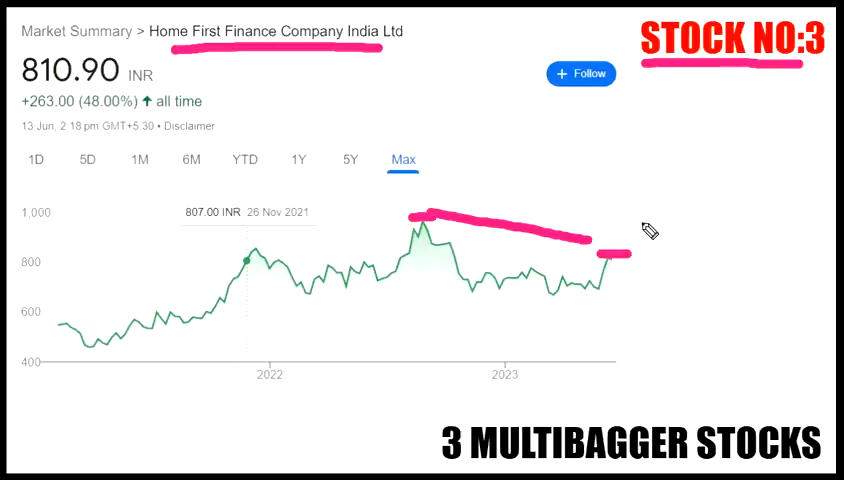 Market Summary > Home First Finance Company India Ltd
STOCK NO:3
810.90 INR
+ Follow
+263.00 (48.00%) ↑ all time
13 Jun, 2:18 pm GMT+5:30 • Disclaimer
1D 5D 1M 6M YTD 1Y 5Y Max
807.00 INR 26 Nov 2021
1,000
800
600
400
2022 2023
3 MULTIBAGGER STOCKS